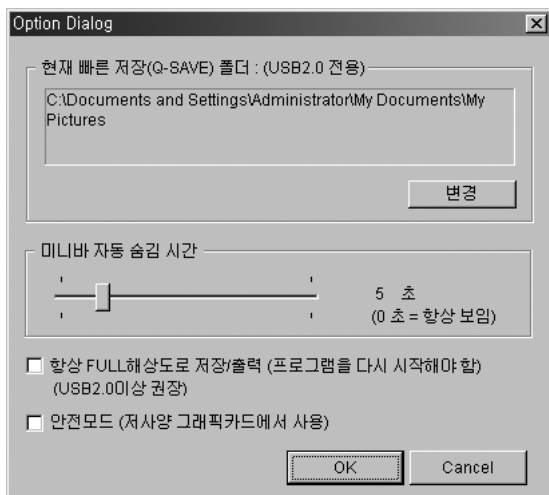 Option Dialog
현재 빠른 저장(Q-SAVE) 폴더 : (USB2.0 전용)
C:\Documents and Settings\Administrator\My Documents\My
Pictures
변경
미니바 자동 숨김 시간
5 초
(0 초 = 항상 보임)
항상 FULL해상도로 저장/출력 (프로그램을 다시 시작해야 함)
(USB2.0이상 권장)
안전모드 (저사양 그래픽카드에서 사용)
OK
Cancel